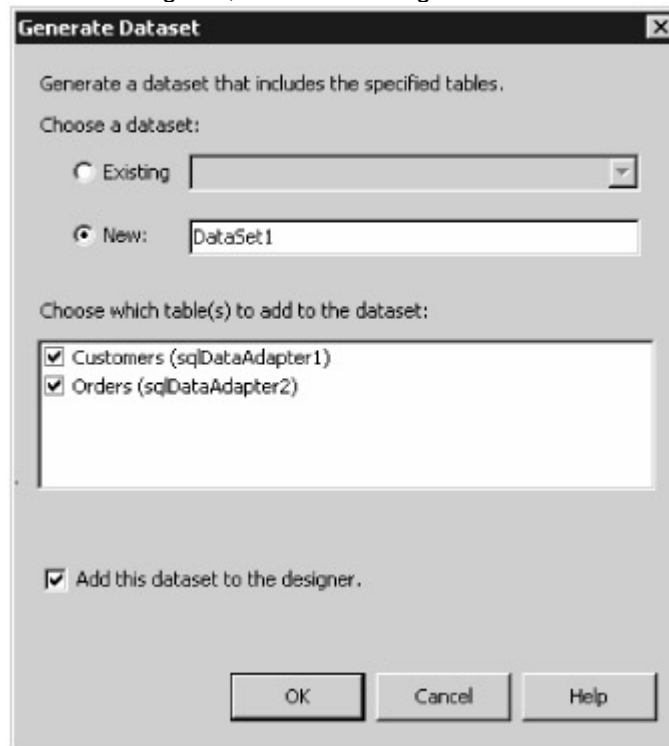 Generate Dataset
Generate a dataset that includes the specified tables.
Choose a dataset:
Existing
New: DataSet1
Choose which table(s) to add to the dataset:
Customers (sqlDataAdapter1)
Orders (sqlDataAdapter2)
Add this dataset to the designer.
OK Cancel Help